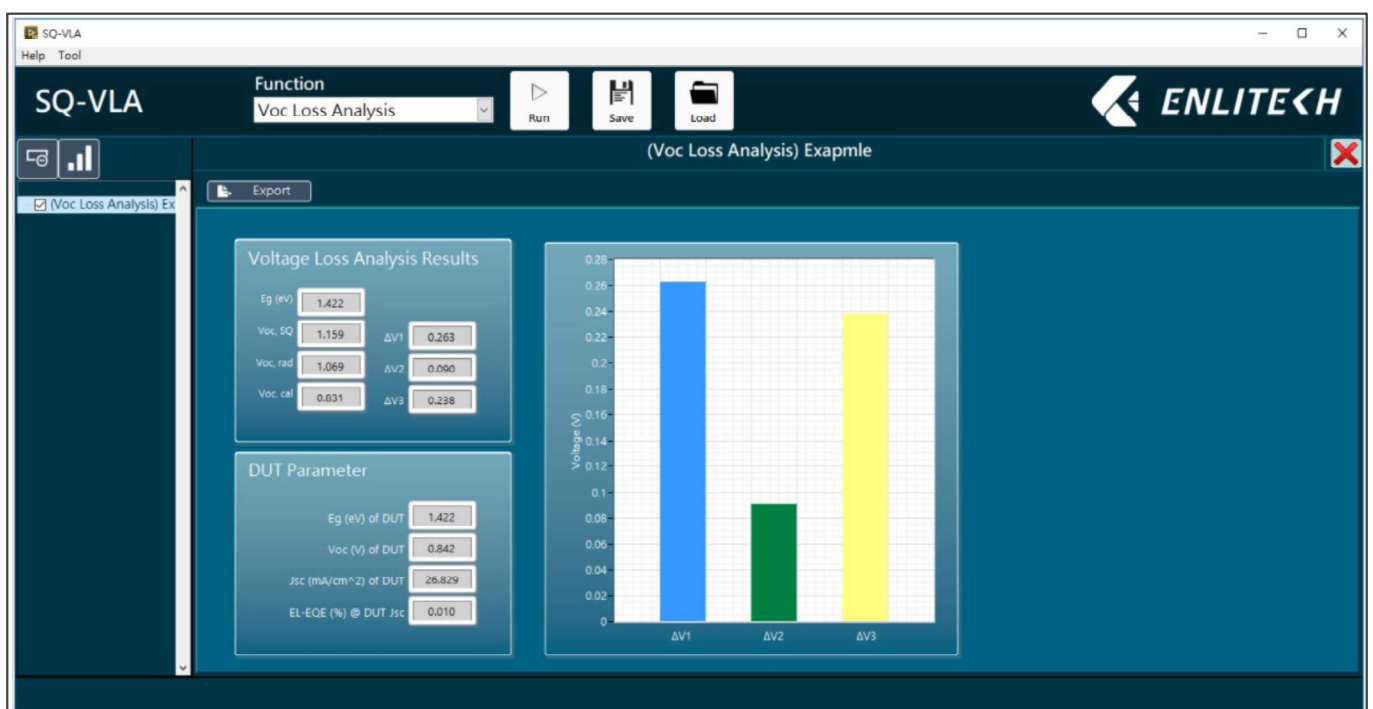 SQ-VLA
Help Tool
SQ-VLA
Function
Voc Loss Analysis
Run
Save
Load
ENLITECH
(Voc Loss Analysis) Exapmle
Export
(Voc Loss Analysis) Ex
Voltage Loss Analysis Results
Eg (eV) 1.422
Voc, SQ 1.159 ΔV1 0.263
Voc, rad 1.069 ΔV2 0.090
Voc, cal 0.831 ΔV3 0.238
DUT Parameter
Eg (eV) of DUT 1.422
Voc (V) of DUT 0.842
Jsc (mA/cm^2) of DUT 26.829
EL-EQE (%) @ DUT Jsc 0.010
Voltage (V)
0.28
0.26
0.24
0.22
0.2
0.18
0.16
0.14
0.12
0.1
0.08
0.06
0.04
0.02
0
ΔV1 ΔV2 ΔV3